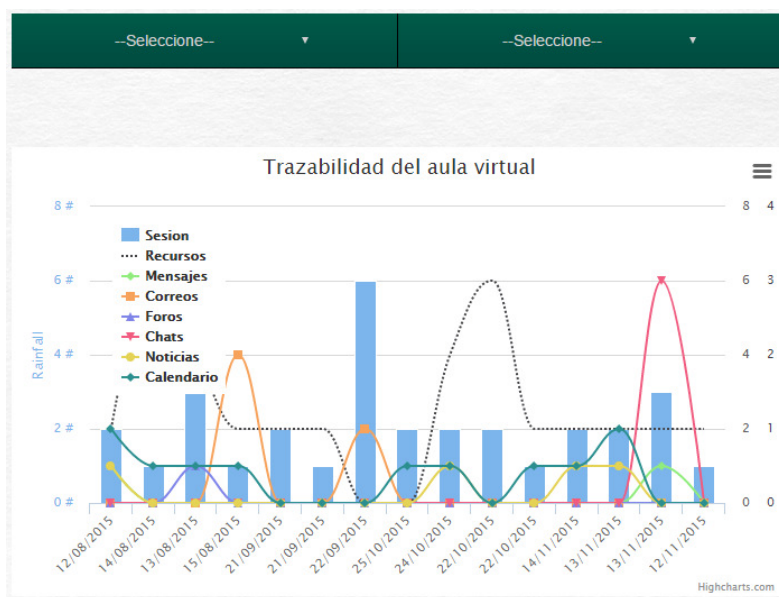 --Seleccione-- --Seleccione--
Trazabilidad del aula virtual
8 # 8 4
Sesion
Recursos
Mensajes
6 # 6 3
Correos
Foros
Chats
4 # 4 2
Noticias
Calendario
Rainfall
2 # 2 1
0 # 0 0
12/08/2015 14/08/2015 13/08/2015 15/08/2015 21/09/2015 21/09/2015 22/09/2015 25/10/2015 24/10/2015 22/10/2015 22/10/2015 14/11/2015 13/11/2015 13/11/2015 12/11/2015
Highcharts.com